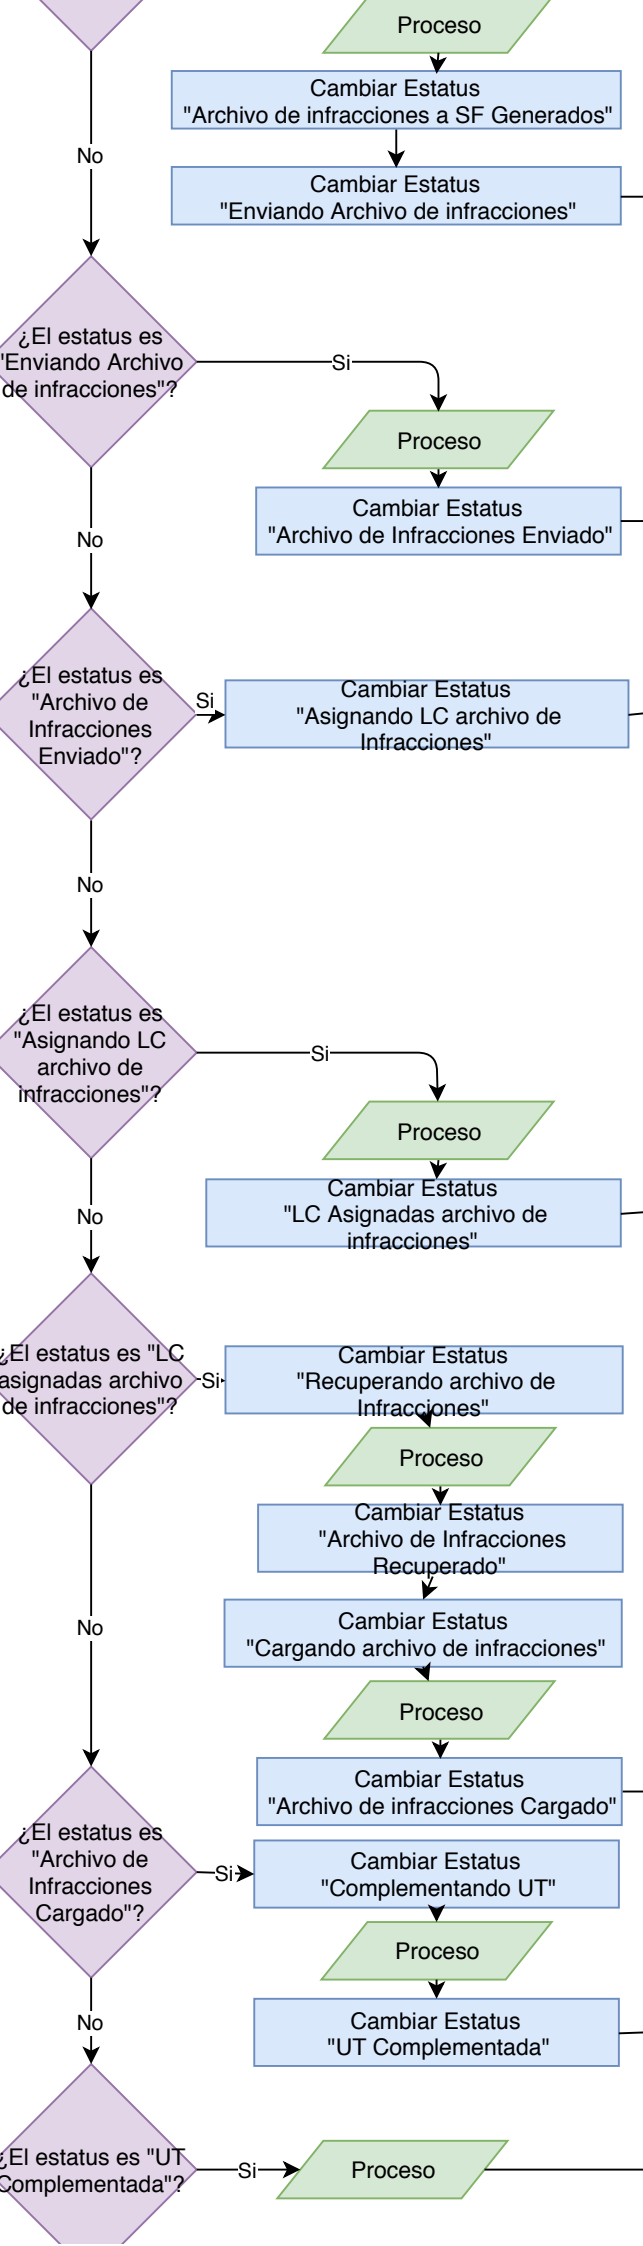 Proceso
Cambiar Estatus
"Archivo de infracciones a SF Generados"
No
Cambiar Estatus
"Enviando Archivo de infracciones"
¿El estatus es
"Enviando Archivo
de infracciones"?
Si
Proceso
Cambiar Estatus
"Archivo de Infracciones Enviado"
No
¿El estatus es
"Archivo de
Infracciones
Enviado"?
Si
Cambiar Estatus
"Asignando LC archivo de
Infracciones"
No
¿El estatus es
"Asignando LC
archivo de
infracciones"?
Si
Proceso
Cambiar Estatus
"LC Asignadas archivo de
infracciones"
No
¿El estatus es "LC
asignadas archivo
de infracciones"?
Si
Cambiar Estatus
"Recuperando archivo de
Infracciones"
Proceso
Cambiar Estatus
"Archivo de Infracciones
Recuperado"
No
Cambiar Estatus
"Cargando archivo de infracciones"
Proceso
Cambiar Estatus
"Archivo de infracciones Cargado"
¿El estatus es
"Archivo de
Infracciones
Cargado"?
Si
Cambiar Estatus
"Complementando UT"
Proceso
No
Cambiar Estatus
"UT Complementada"
¿El estatus es "UT
Complementada"?
Si
Proceso